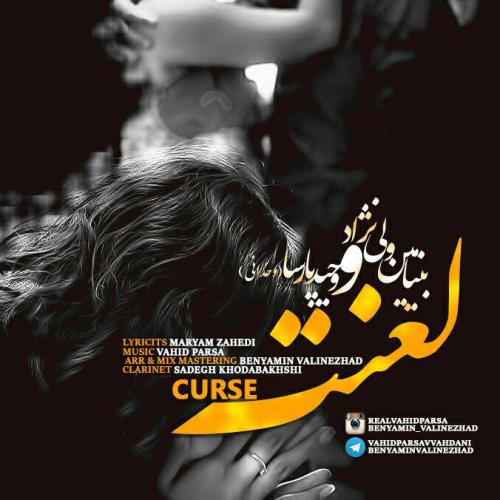 بنیامین ولی نژاد
و
وحید پارسا (وحدانی)
لعنت
LYRICITS MARYAM ZAHEDI
MUSIC VAHID PARSA
ARR & MIX MASTERING BENYAMIN VALINEZHAD
CLARINET SADEGH KHODABAKHSHI
CURSE
REALVAHIDPARSA
BENYAMIN_VALINEZHAD
VAHIDPARSAVVAHDANI
BENYAMINVALINEZHAD